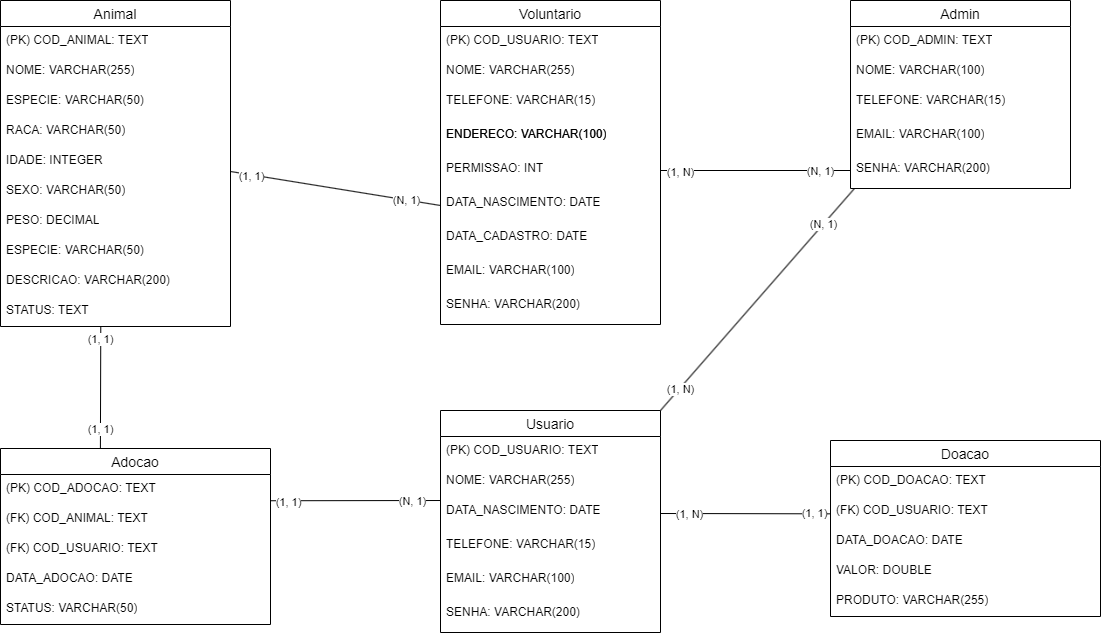 Animal
(PK) COD_ANIMAL: TEXT
NOME: VARCHAR(255)
ESPECIE: VARCHAR(50)
RACA: VARCHAR(50)
IDADE: INTEGER
SEXO: VARCHAR(50)
PESO: DECIMAL
ESPECIE: VARCHAR(50)
DESCRICAO: VARCHAR(200)
STATUS: TEXT
(1, 1)
(N, 1)
Voluntario
(PK) COD_USUARIO: TEXT
NOME: VARCHAR(255)
TELEFONE: VARCHAR(15)
ENDERECO: VARCHAR(100)
PERMISSAO: INT
DATA_NASCIMENTO: DATE
DATA_CADASTRO: DATE
EMAIL: VARCHAR(100)
SENHA: VARCHAR(200)
(1, N)
(N, 1)
Admin
(PK) COD_ADMIN: TEXT
NOME: VARCHAR(100)
TELEFONE: VARCHAR(15)
EMAIL: VARCHAR(100)
SENHA: VARCHAR(200)
(N, 1)
(1, N)
(1, 1)
(1, 1)
Adocao
(PK) COD_ADOCAO: TEXT
(FK) COD_ANIMAL: TEXT
(FK) COD_USUARIO: TEXT
DATA_ADOCAO: DATE
STATUS: VARCHAR(50)
(1, 1)
(N, 1)
Usuario
(PK) COD_USUARIO: TEXT
NOME: VARCHAR(255)
DATA_NASCIMENTO: DATE
TELEFONE: VARCHAR(15)
EMAIL: VARCHAR(100)
SENHA: VARCHAR(200)
(1, N)
(1, 1)
Doacao
(PK) COD_DOACAO: TEXT
(FK) COD_USUARIO: TEXT
DATA_DOACAO: DATE
VALOR: DOUBLE
PRODUTO: VARCHAR(255)